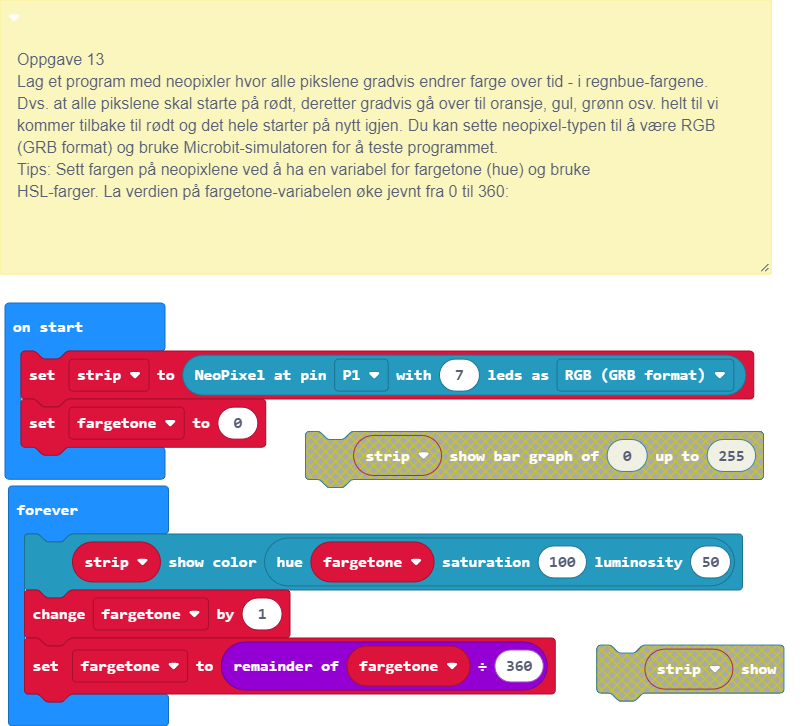 Oppgave 13
Lag et program med neopixler hvor alle pikslene gradvis endrer farge over tid - i regnbue-fargene.
Dvs. at alle pikslene skal starte på rødt, deretter gradvis gå over til oransje, gul, grønn osv. helt til vi
kommer tilbake til rødt og det hele starter på nytt igjen. Du kan sette neopixel-typen til å være RGB
(GRB format) og bruke Microbit-simulatoren for å teste programmet.
Tips: Sett fargen på neopixlene ved å ha en variabel for fargetone (hue) og bruke
HSL-farger. La verdien på fargetone-variabelen øke jevnt fra 0 til 360:
on start
set strip to NeoPixel at pin P1 with 7 leds as RGB (GRB format)
set fargetone to 0
strip show bar graph of 0 up to 255
forever
strip show color hue fargetone saturation 100 luminosity 50
change fargetone by 1
set fargetone to remainder of fargetone ÷ 360
strip show